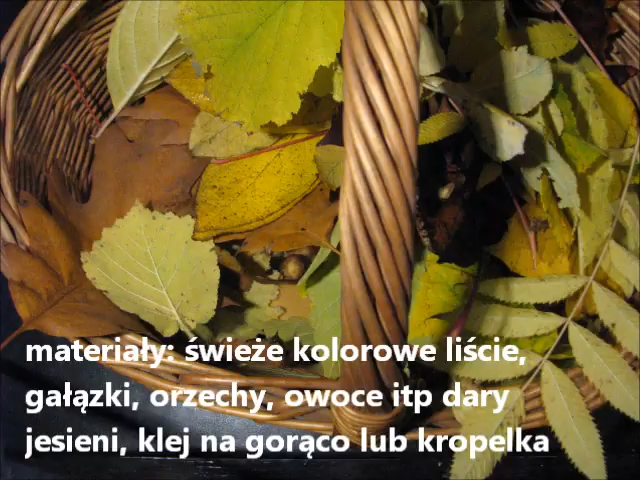 materiały: świeże kolorowe liście,
gałązki, orzechy, owoce itp dary
jesieni, klej na gorąco lub kropelka